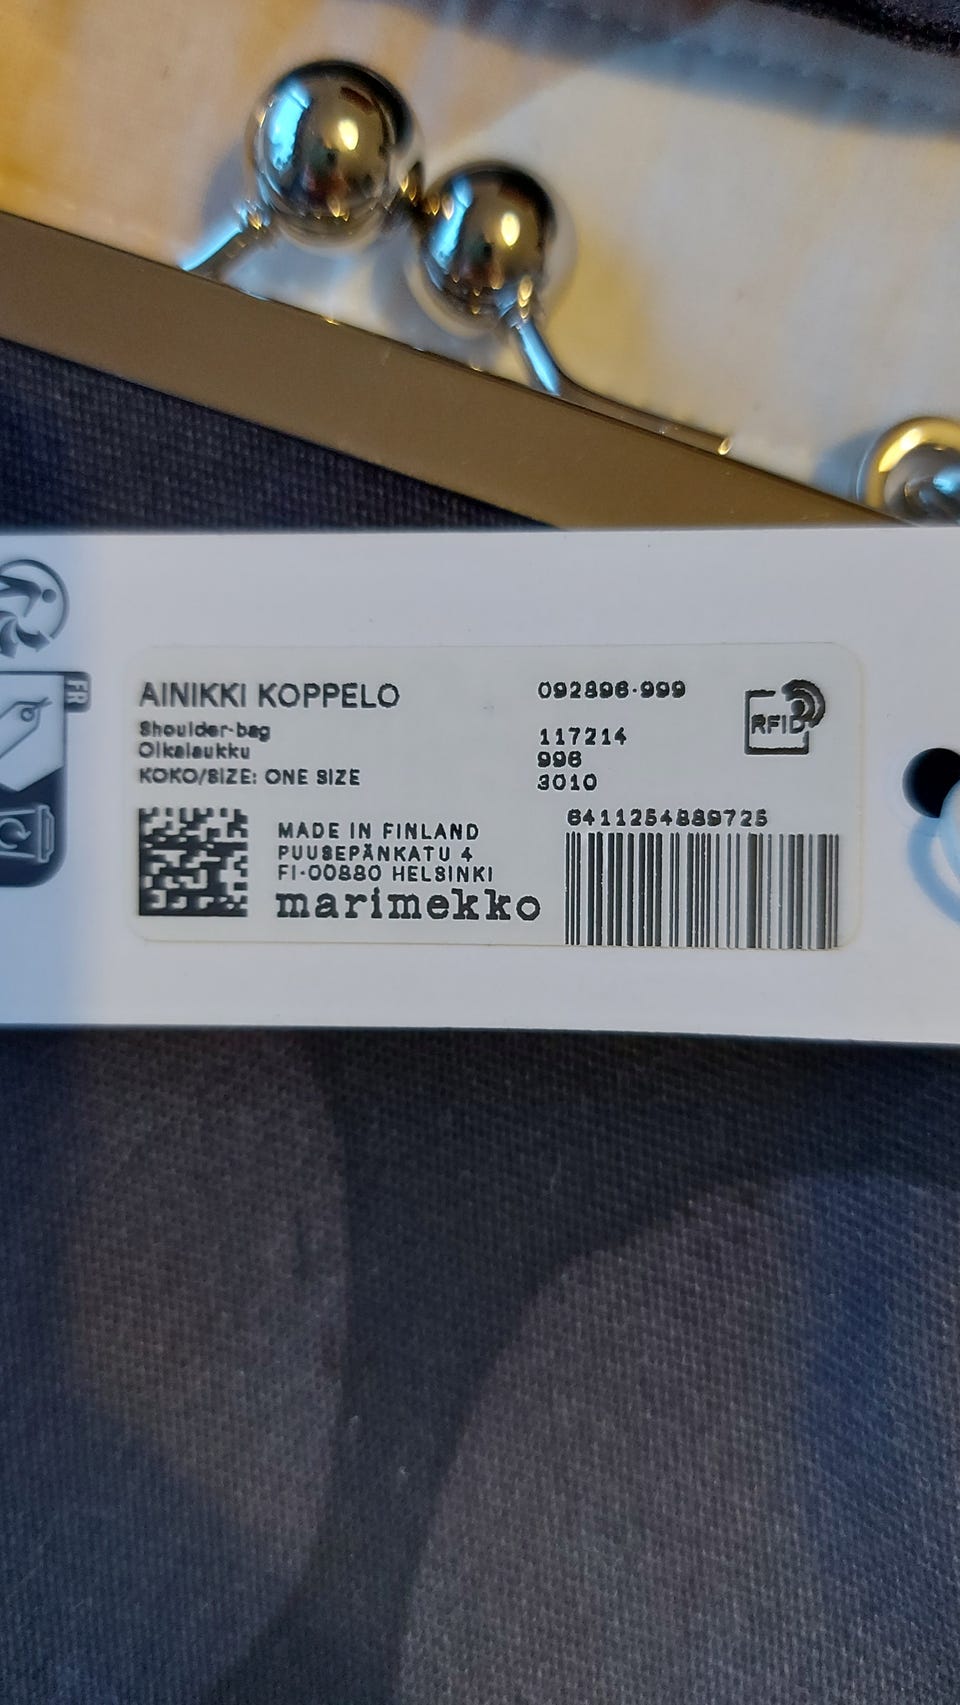 FR
AINIKKI KOPPELO
Shoulder-bag
Olkalaukku
KOKO/SIZE: ONE SIZE
MADE IN FINLAND
PUUSEPÄNKATU 4
FI-00880 HELSINKI
marimekko
092896-999
117214
996
3010
6411254889725
RFID